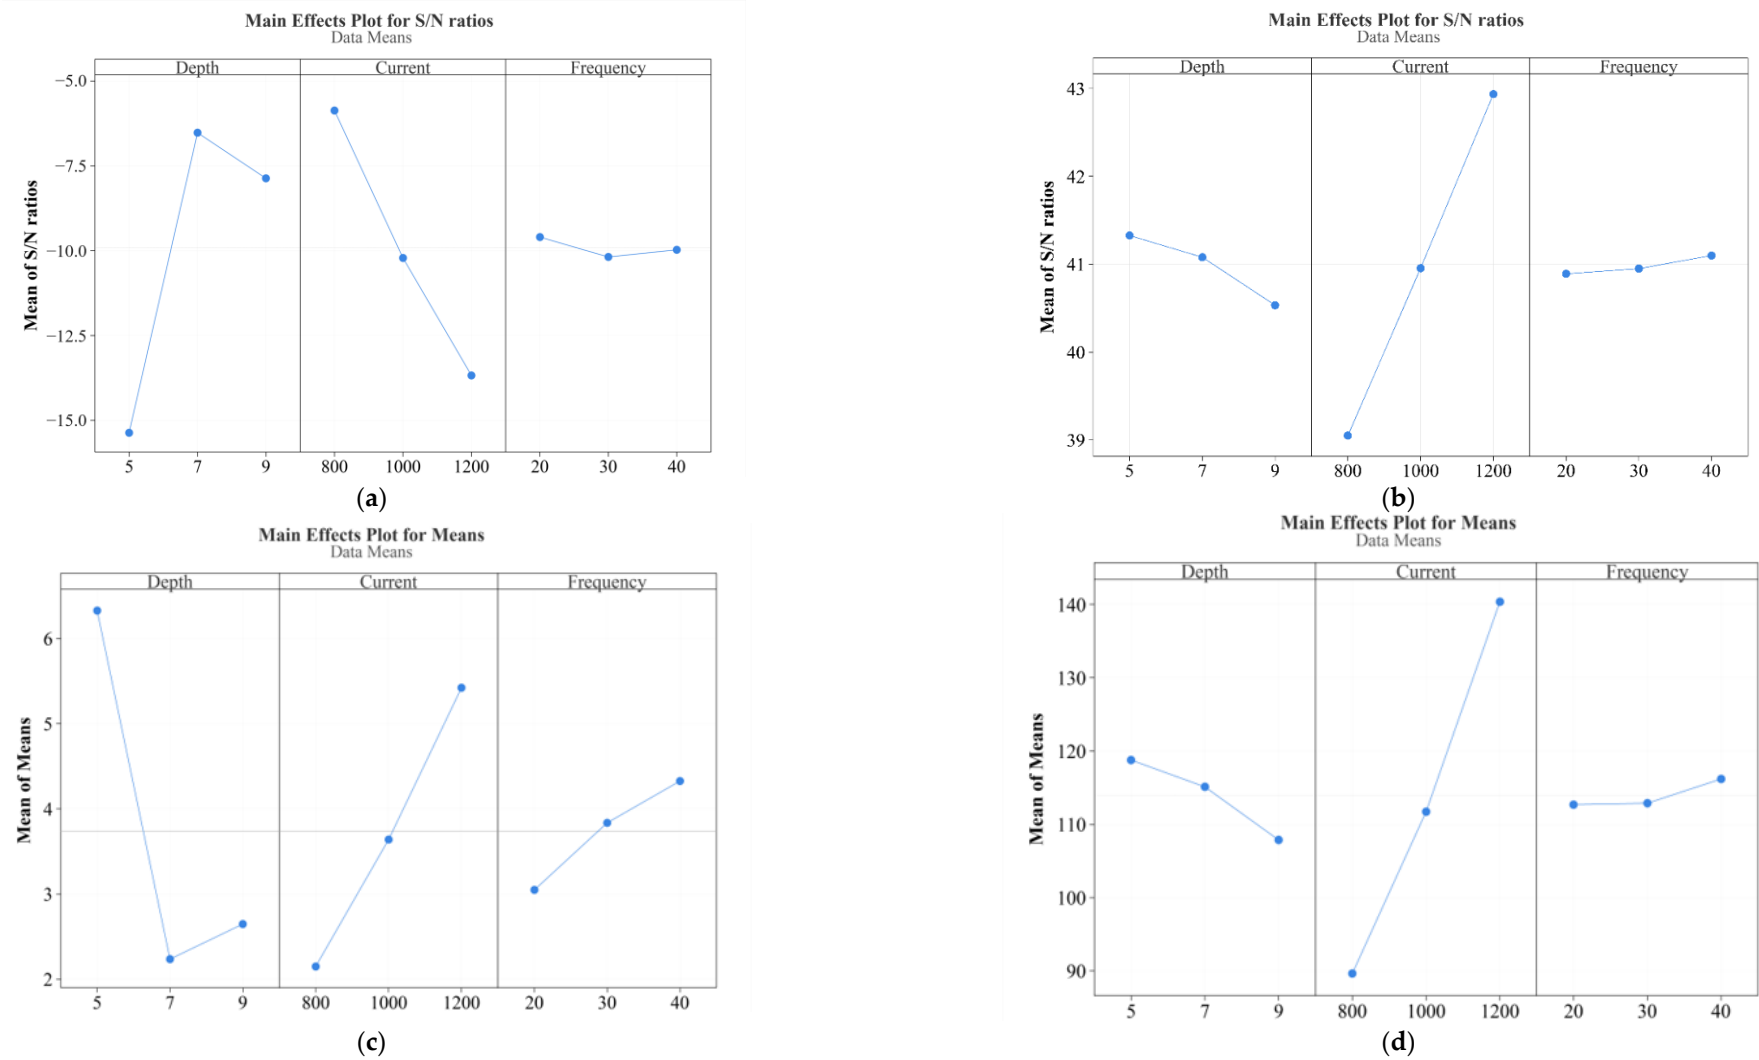 Main Effects Plot for S/N ratios
Data Means
Depth Current Frequency
−5.0
−7.5
−10.0
−12.5
−15.0
Mean of S/N ratios
5 7 9 800 1000 1200 20 30 40
(a)
Main Effects Plot for S/N ratios
Data Means
Depth Current Frequency
43
42
41
40
39
Mean of S/N ratios
5 7 9 800 1000 1200 20 30 40
(b)
Main Effects Plot for Means
Data Means
Depth Current Frequency
6
5
4
3
2
Mean of Means
5 7 9 800 1000 1200 20 30 40
(c)
Main Effects Plot for Means
Data Means
Depth Current Frequency
140
130
120
110
100
90
Mean of Means
5 7 9 800 1000 1200 20 30 40
(d)